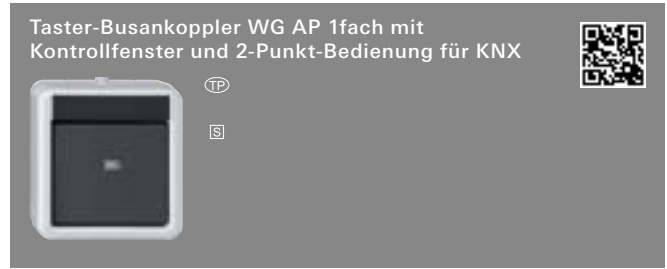 Taster-Busankoppler WG AP 1fach mit
Kontrollfenster und 2-Punkt-Bedienung für KNX
TP
S